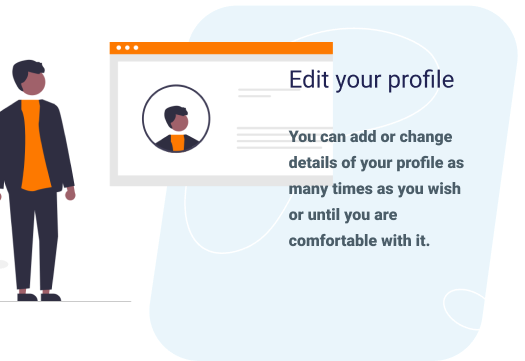 Edit your profile
You can add or change
details of your profile as
many times as you wish
or until you are
comfortable with it.